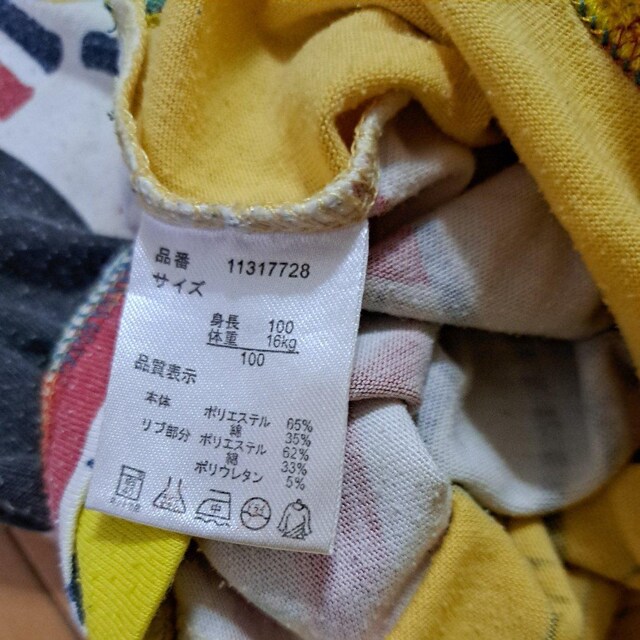 品番 11317728
サイズ
身長 100
体重 16kg
100
品質表示
本体 ポリエステル 65%
綿 35%
リブ部分 ポリエステル 62%
綿 33%
ポリウレタン 5%
中